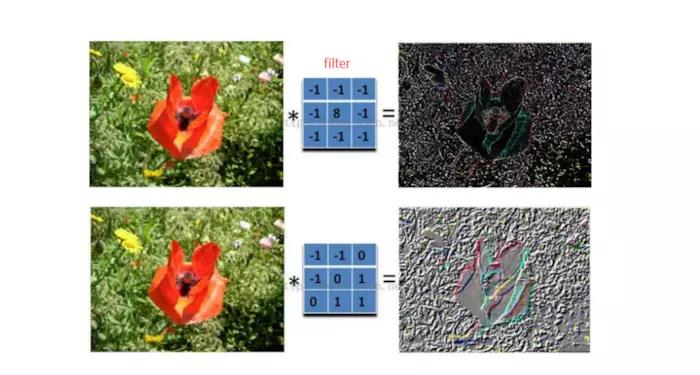 filter
-1 -1 -1
* -1 8 -1 =
-1 -1 -1
-1 -1 0
* -1 0 1 =
0 1 1